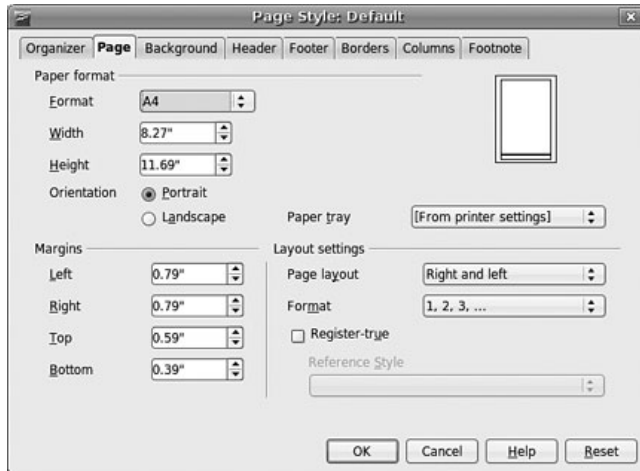 Page Style: Default
Organizer Page Background Header Footer Borders Columns Footnote
Paper format
Format A4
Width 8.27"
Height 11.69"
Orientation Portrait
Landscape Paper tray [From printer settings]
Margins Layout settings
Left 0.79" Page layout Right and left
Right 0.79" Format 1, 2, 3, ...
Top 0.59" Register-true
Reference Style
Bottom 0.39"
OK Cancel Help Reset